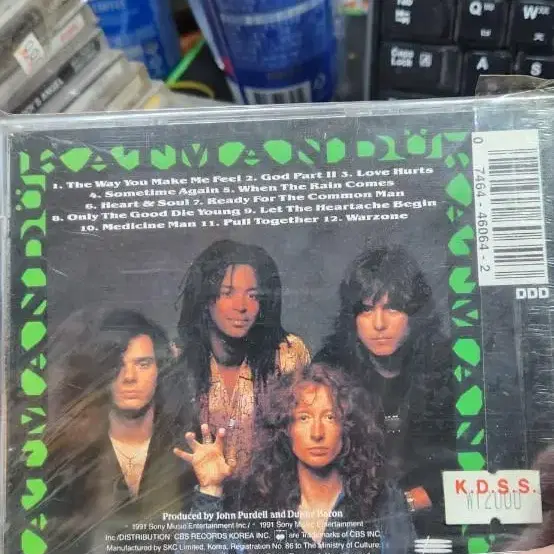 Caps
Lock
Q
W
A
S
KATMANDÜ
1. The Way You Make Me Feel 2. God Part II 3. Love Hurts
4. Sometime Again 5. When The Rain Comes
6. Heart & Soul 7. Ready For The Common Man
8. Only The Good Die Young 9. Let The Heartache Begin
10. Medicine Man 11. Pull Together 12. Warzone
0 7464-46064-2
DDD
KATMANDÜ
KATMANDÜ
K.D.S.S.
₩12000
Produced by John Purdell and Duane Baron
1991 Sony Music Entertainment Inc./ 1991 Sony Music Entertainment
Inc./DISTRIBUTION CBS RECORDS KOREA INC. are Trademarks of CBS INC.
Manufactured by SKC Limited, Korea, Registration No. 86 to The Ministry of Culture